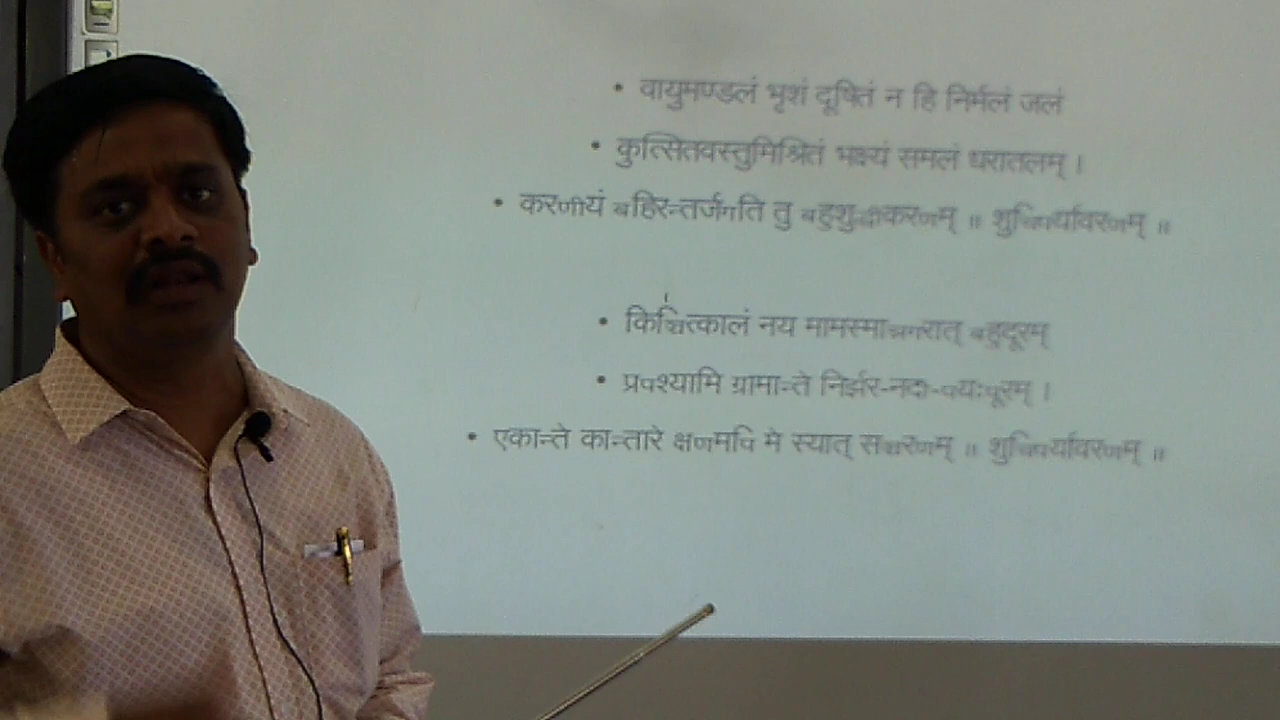 • वायुमण्डलं भृशं दूषितं न हि निर्मलं जलं
• कुत्सितवस्तुमिश्रितं भक्ष्यं समलं धरातलम् ।
• करणीयं बहिरन्तर्जगति तु बहुशुद्धीकरणम् ॥ शुचिपर्यावरणम् ॥
• किञ्चित्कालं नय मामस्मान्नगरात् बहुदूरम्
• प्रपश्यामि ग्रामान्ते निर्झर-नदी-पयःपूरम् ।
• एकान्ते कान्तारे क्षणमपि मे स्यात् सञ्चरणम् ॥ शुचिपर्यावरणम् ॥